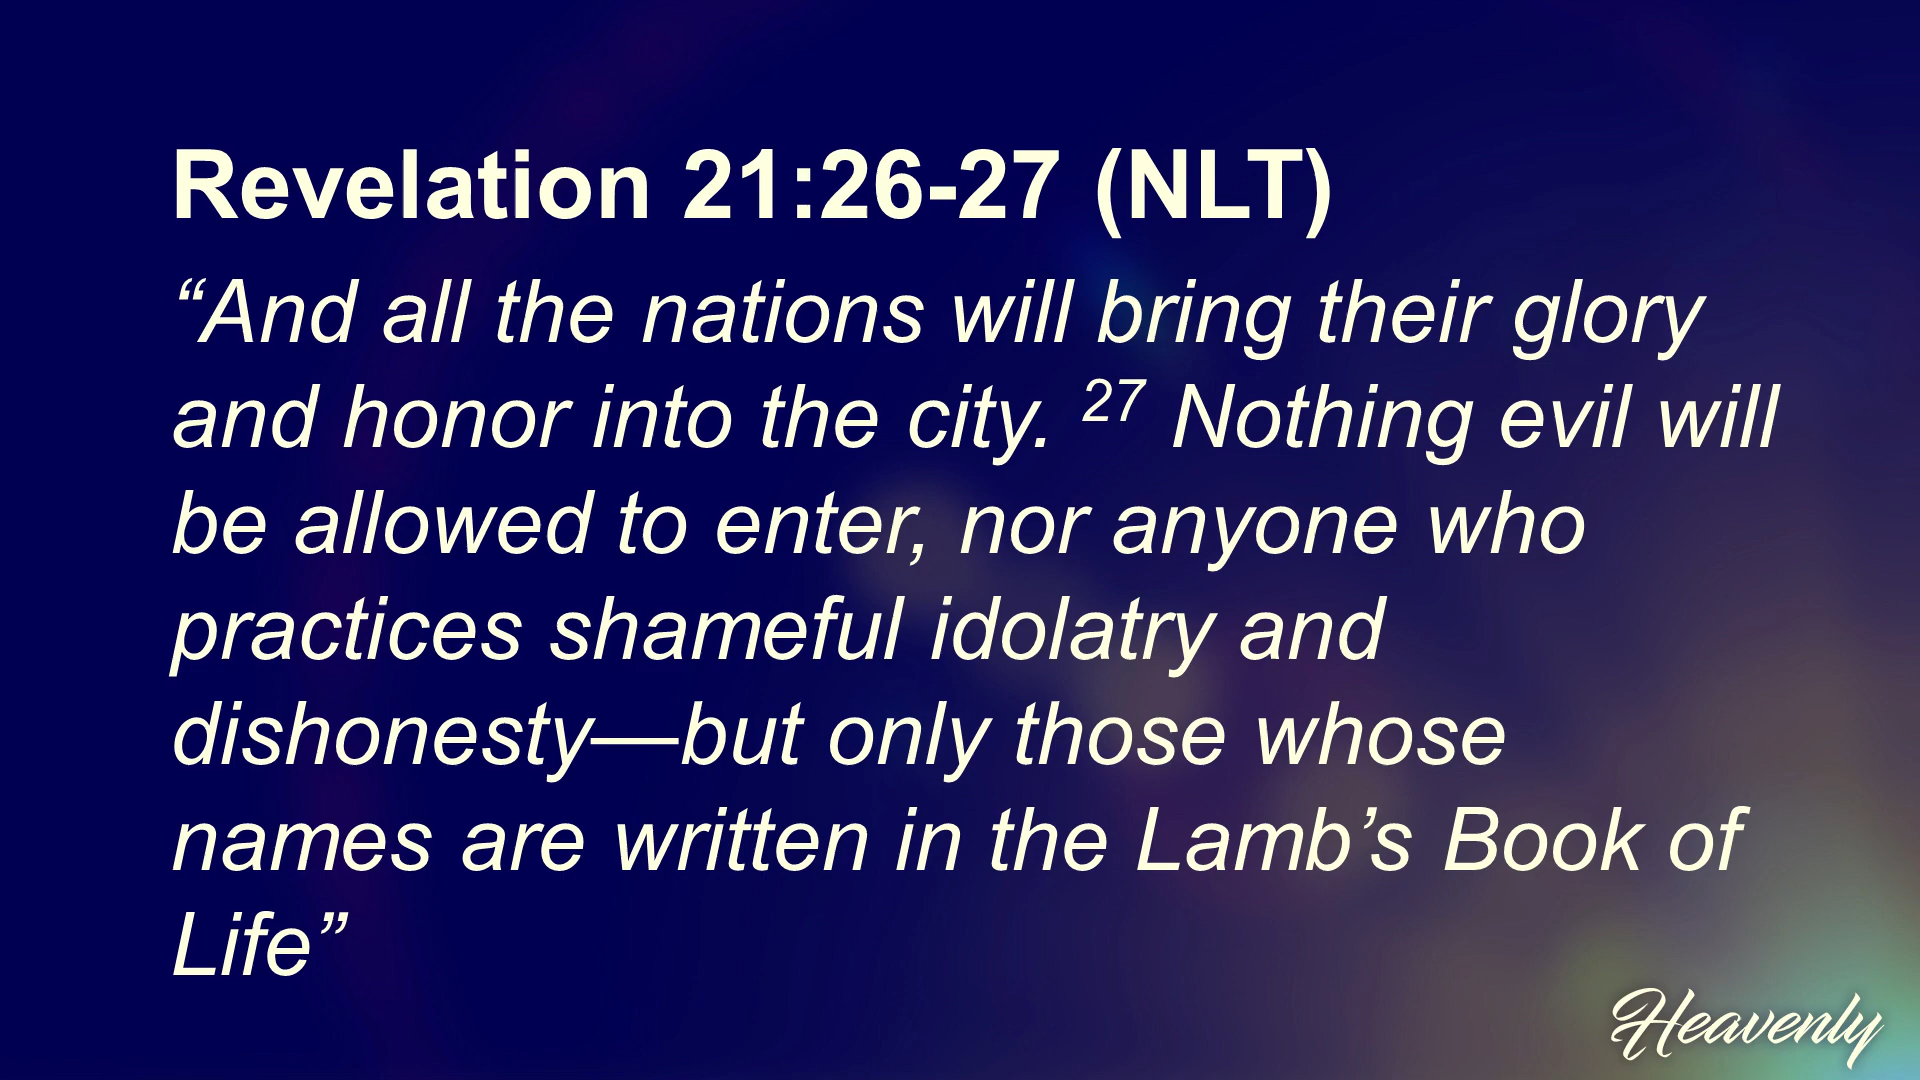 Revelation 21:26-27 (NLT)
“And all the nations will bring their glory
and honor into the city. 27 Nothing evil will
be allowed to enter, nor anyone who
practices shameful idolatry and
dishonesty—but only those whose
names are written in the Lamb’s Book of
Life”
Heavenly